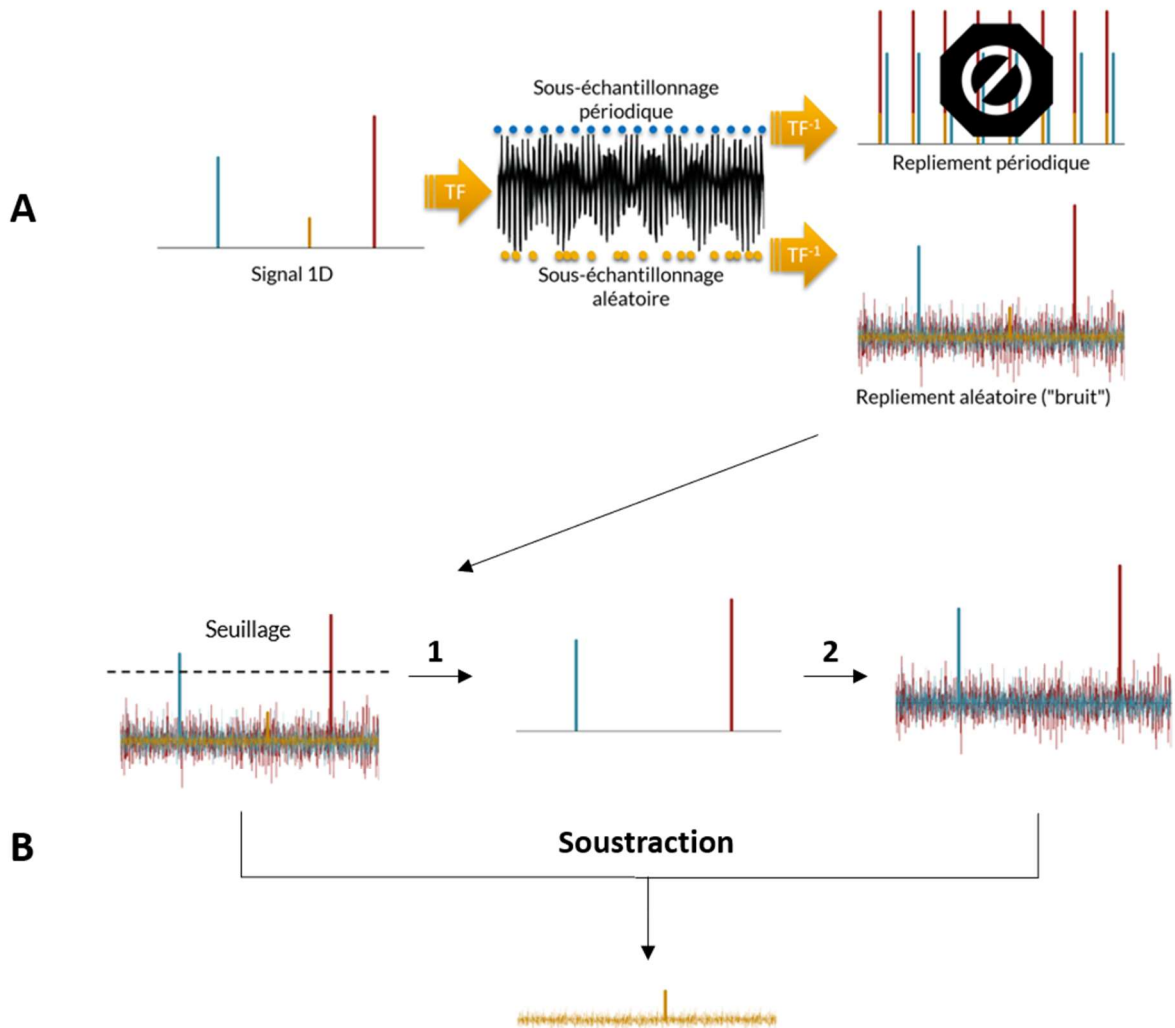 A
Signal 1D
TF
Sous-échantillonnage
périodique
Sous-échantillonnage
aléatoire
TF-1
TF-1
Repliement périodique
Repliement aléatoire ("bruit")
B
Seuillage
1
2
Soustraction